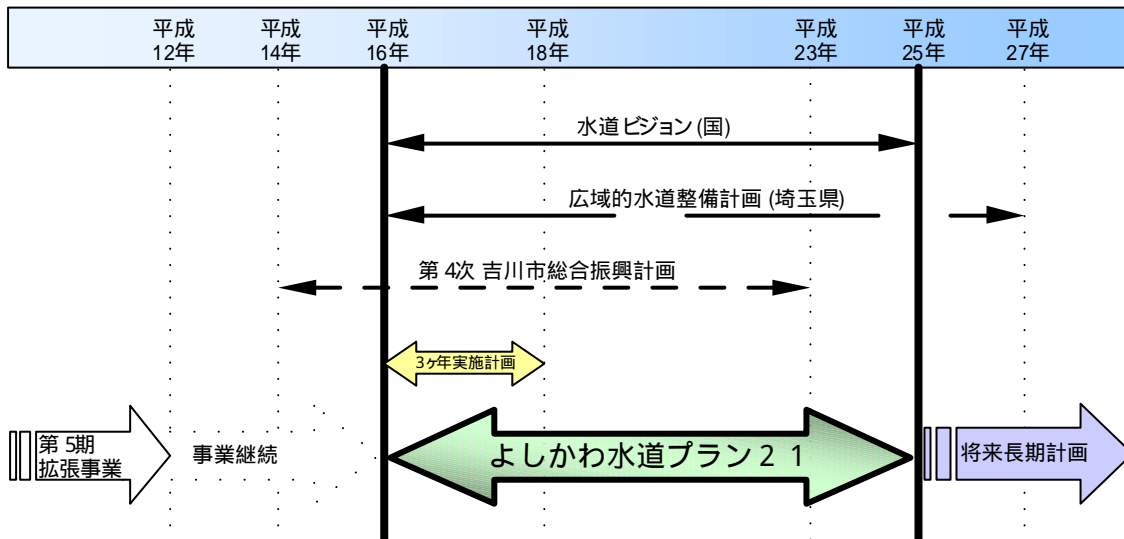 平成
12年
平成
14年
平成
16年
平成
18年
平成
23年
平成
25年
平成
27年
水道ビジョン(国)
広域的水道整備計画(埼玉県)
第4次 吉川市総合振興計画
3ヶ年実施計画
第5期
拡張事業
事業継続
よしかわ水道プラン21
将来長期計画